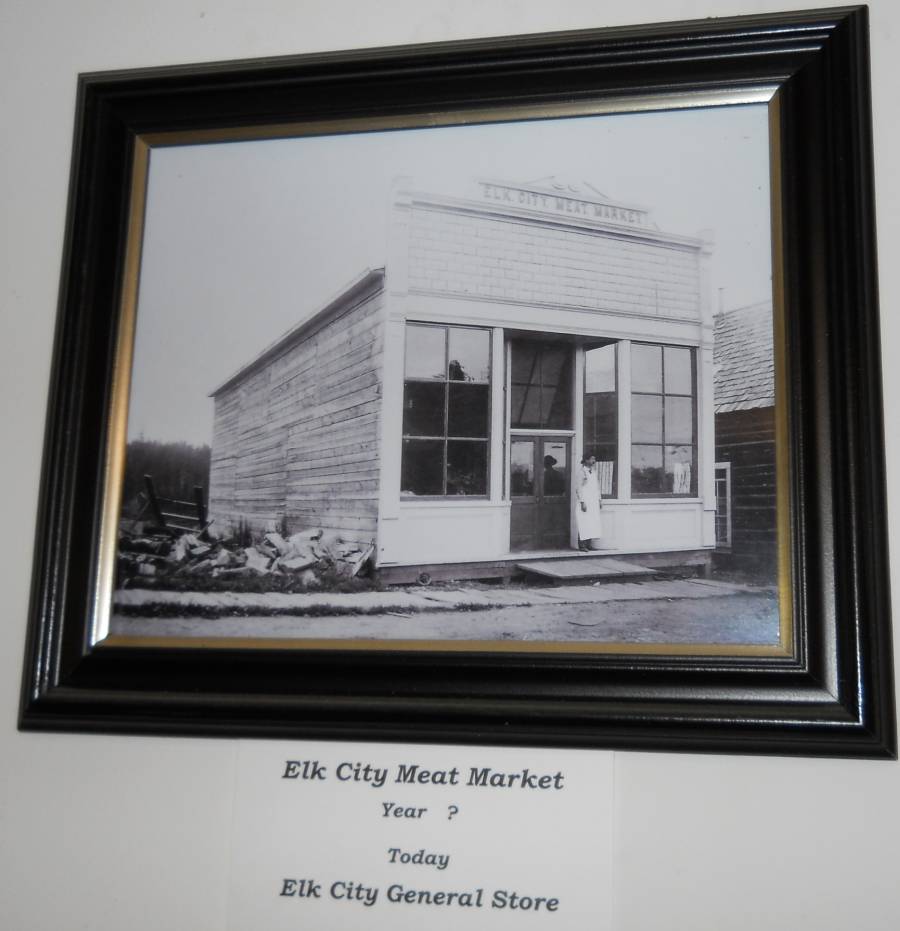 ELK. CITY. MEAT. MARKET.
Elk City Meat Market
Year ?
Today
Elk City General Store